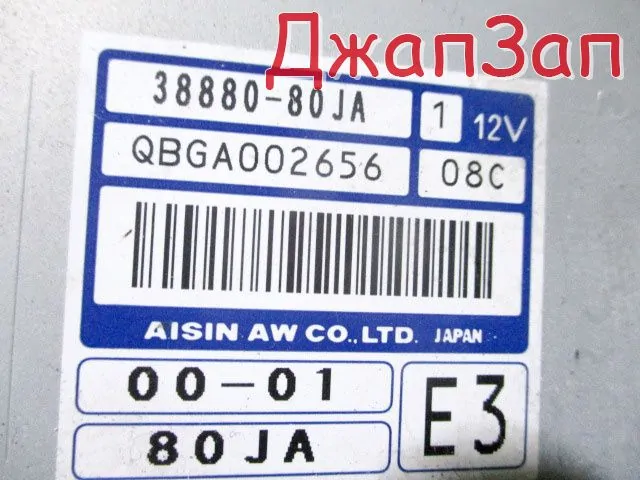 ДжапЗап
38880-80JA 1 12V
QBGA002656 08C
AISIN AW CO.,LTD. JAPAN
00-01
80JA E3